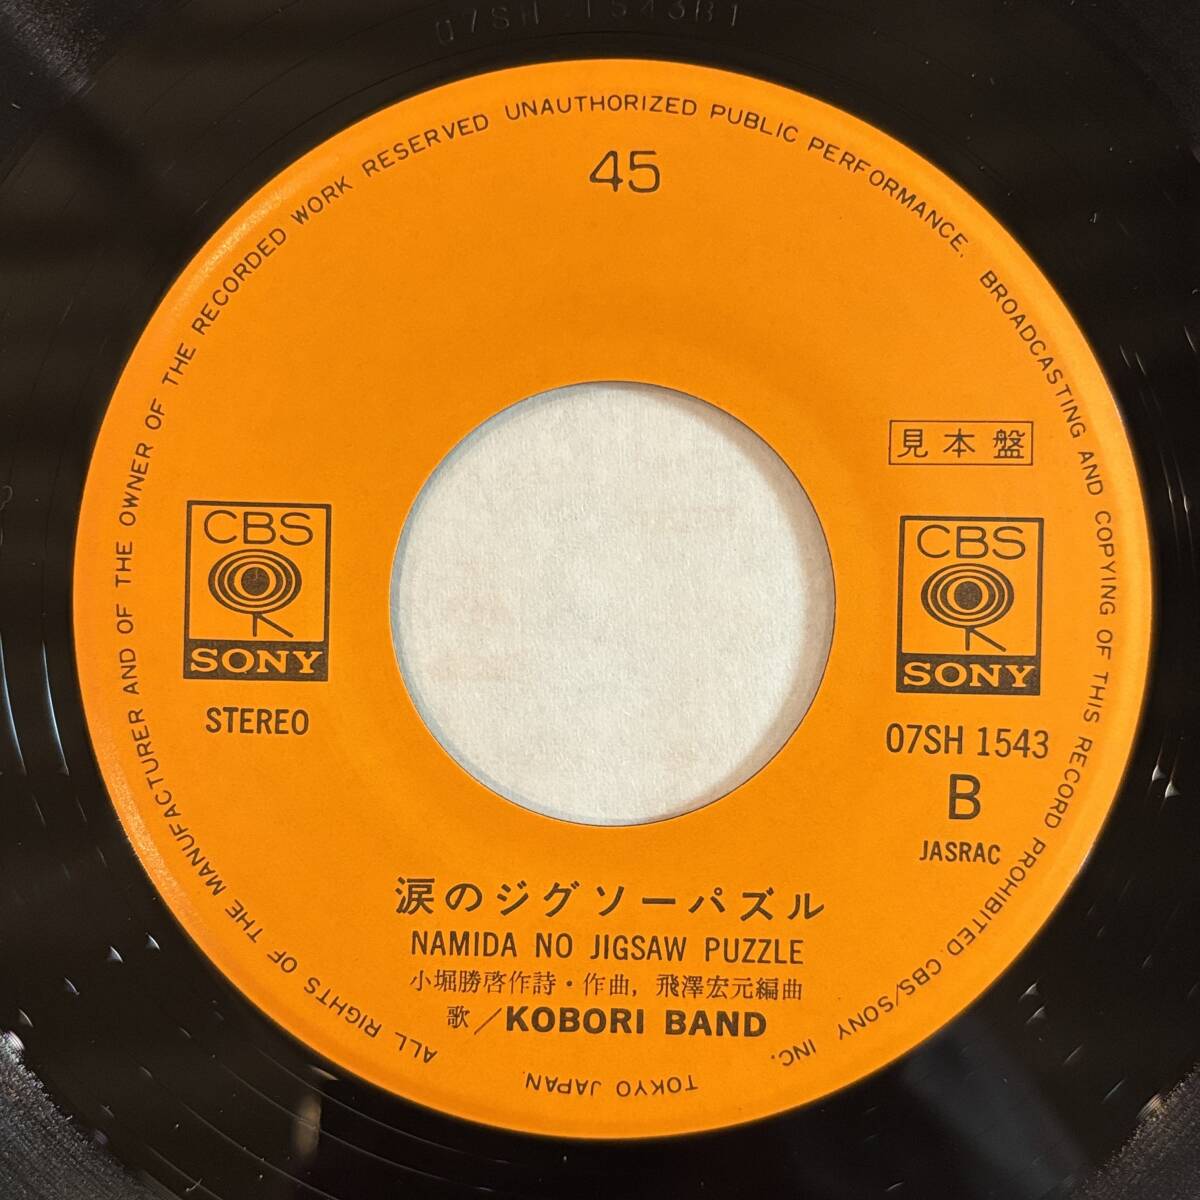 07SH 1543B1
ALL RIGHTS OF THE MANUFACTURER AND OF THE OWNER OF THE RECORDED WORK RESERVED UNAUTHORIZED PUBLIC PERFORMANCE, BROADCASTING AND COPYING OF THIS RECORD PROHIBITED CBS/SONY INC.
TOKYO JAPAN.
45
見本盤
CBS
SONY
STEREO
CBS
SONY
07SH 1543
B
JASRAC
涙のジグソーパズル
NAMIDA NO JIGSAW PUZZLE
小堀勝啓作詩・作曲, 飛澤宏元編曲
歌／KOBORI BAND